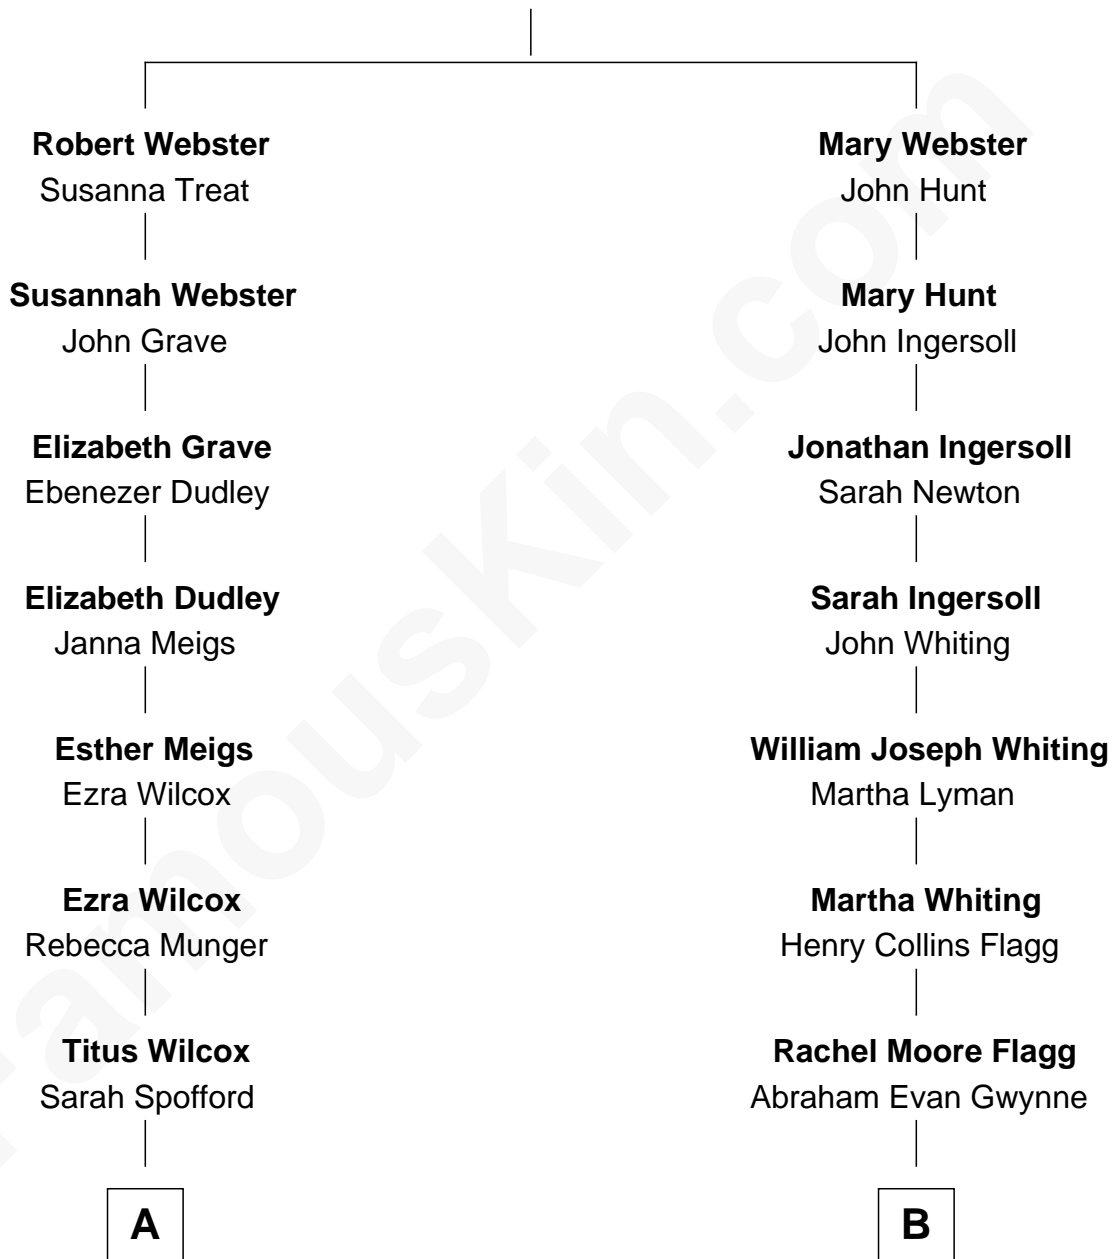 Robert Webster
Susanna Treat
Susannah Webster
John Grave
Elizabeth Grave
Ebenezer Dudley
Elizabeth Dudley
Janna Meigs
Esther Meigs
Ezra Wilcox
Ezra Wilcox
Rebecca Munger
Titus Wilcox
Sarah Spofford
A
Mary Webster
John Hunt
Mary Hunt
John Ingersoll
Jonathan Ingersoll
Sarah Newton
Sarah Ingersoll
John Whiting
William Joseph Whiting
Martha Lyman
Martha Whiting
Henry Collins Flagg
Rachel Moore Flagg
Abraham Evan Gwynne
B
FamousKin.com